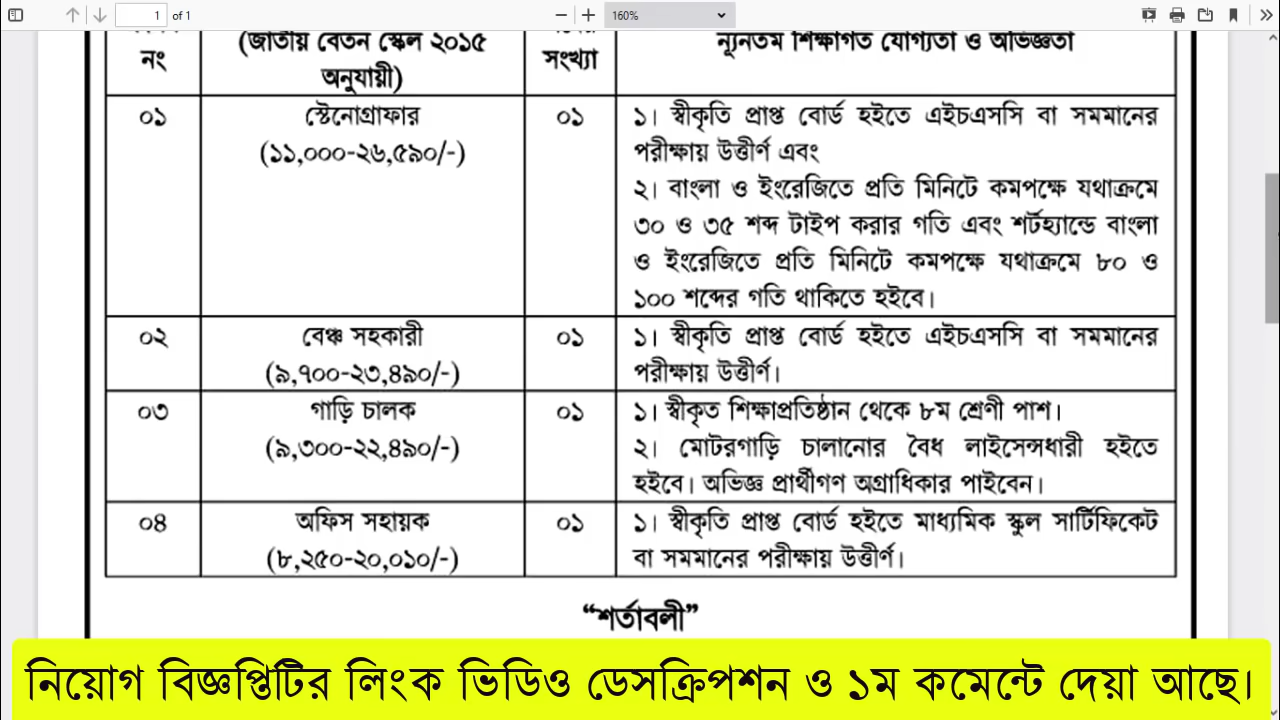 1 of 1
160%
(জাতীয় বেতন স্কেল ২০১৫
ন্যূনতম শিক্ষাগত যোগ্যতা ও অভিজ্ঞতা
নং
অনুযায়ী)
সংখ্যা
০১
স্টেনোগ্রাফার
(১১,০০০-২৬,৫৯০/-)
০১
১। স্বীকৃতি প্রাপ্ত বোর্ড হইতে এইচএসসি বা সমমানের
পরীক্ষায় উত্তীর্ণ এবং
২। বাংলা ও ইংরেজিতে প্রতি মিনিটে কমপক্ষে যথাক্রমে
৩০ ও ৩৫ শব্দ টাইপ করার গতি এবং শর্টহ্যান্ডে বাংলা
ও ইংরেজিতে প্রতি মিনিটে কমপক্ষে যথাক্রমে ৮০ ও
১০০ শব্দের গতি থাকিতে হইবে।
০২
বেঞ্চ সহকারী
(৯,৭০০-২৩,৪৯০/-)
০১
১। স্বীকৃতি প্রাপ্ত বোর্ড হইতে এইচএসসি বা সমমানের
পরীক্ষায় উত্তীর্ণ।
০৩
গাড়ি চালক
(৯,৩০০-২২,৪৯০/-)
০১
১। স্বীকৃত শিক্ষাপ্রতিষ্ঠান থেকে ৮ম শ্রেণী পাশ।
২। মোটরগাড়ি চালানোর বৈধ লাইসেন্সধারী হইতে
হইবে। অভিজ্ঞ প্রার্থীগণ অগ্রাধিকার পাইবেন।
০৪
অফিস সহায়ক
(৮,২৫০-২০,০১০/-)
০১
১। স্বীকৃতি প্রাপ্ত বোর্ড হইতে মাধ্যমিক স্কুল সার্টিফিকেট
বা সমমানের পরীক্ষায় উত্তীর্ণ।
“শর্তাবলী”
নিয়োগ বিজ্ঞপ্তিটির লিংক ভিডিও ডেসক্রিপশন ও ১ম কমেন্টে দেয়া আছে।